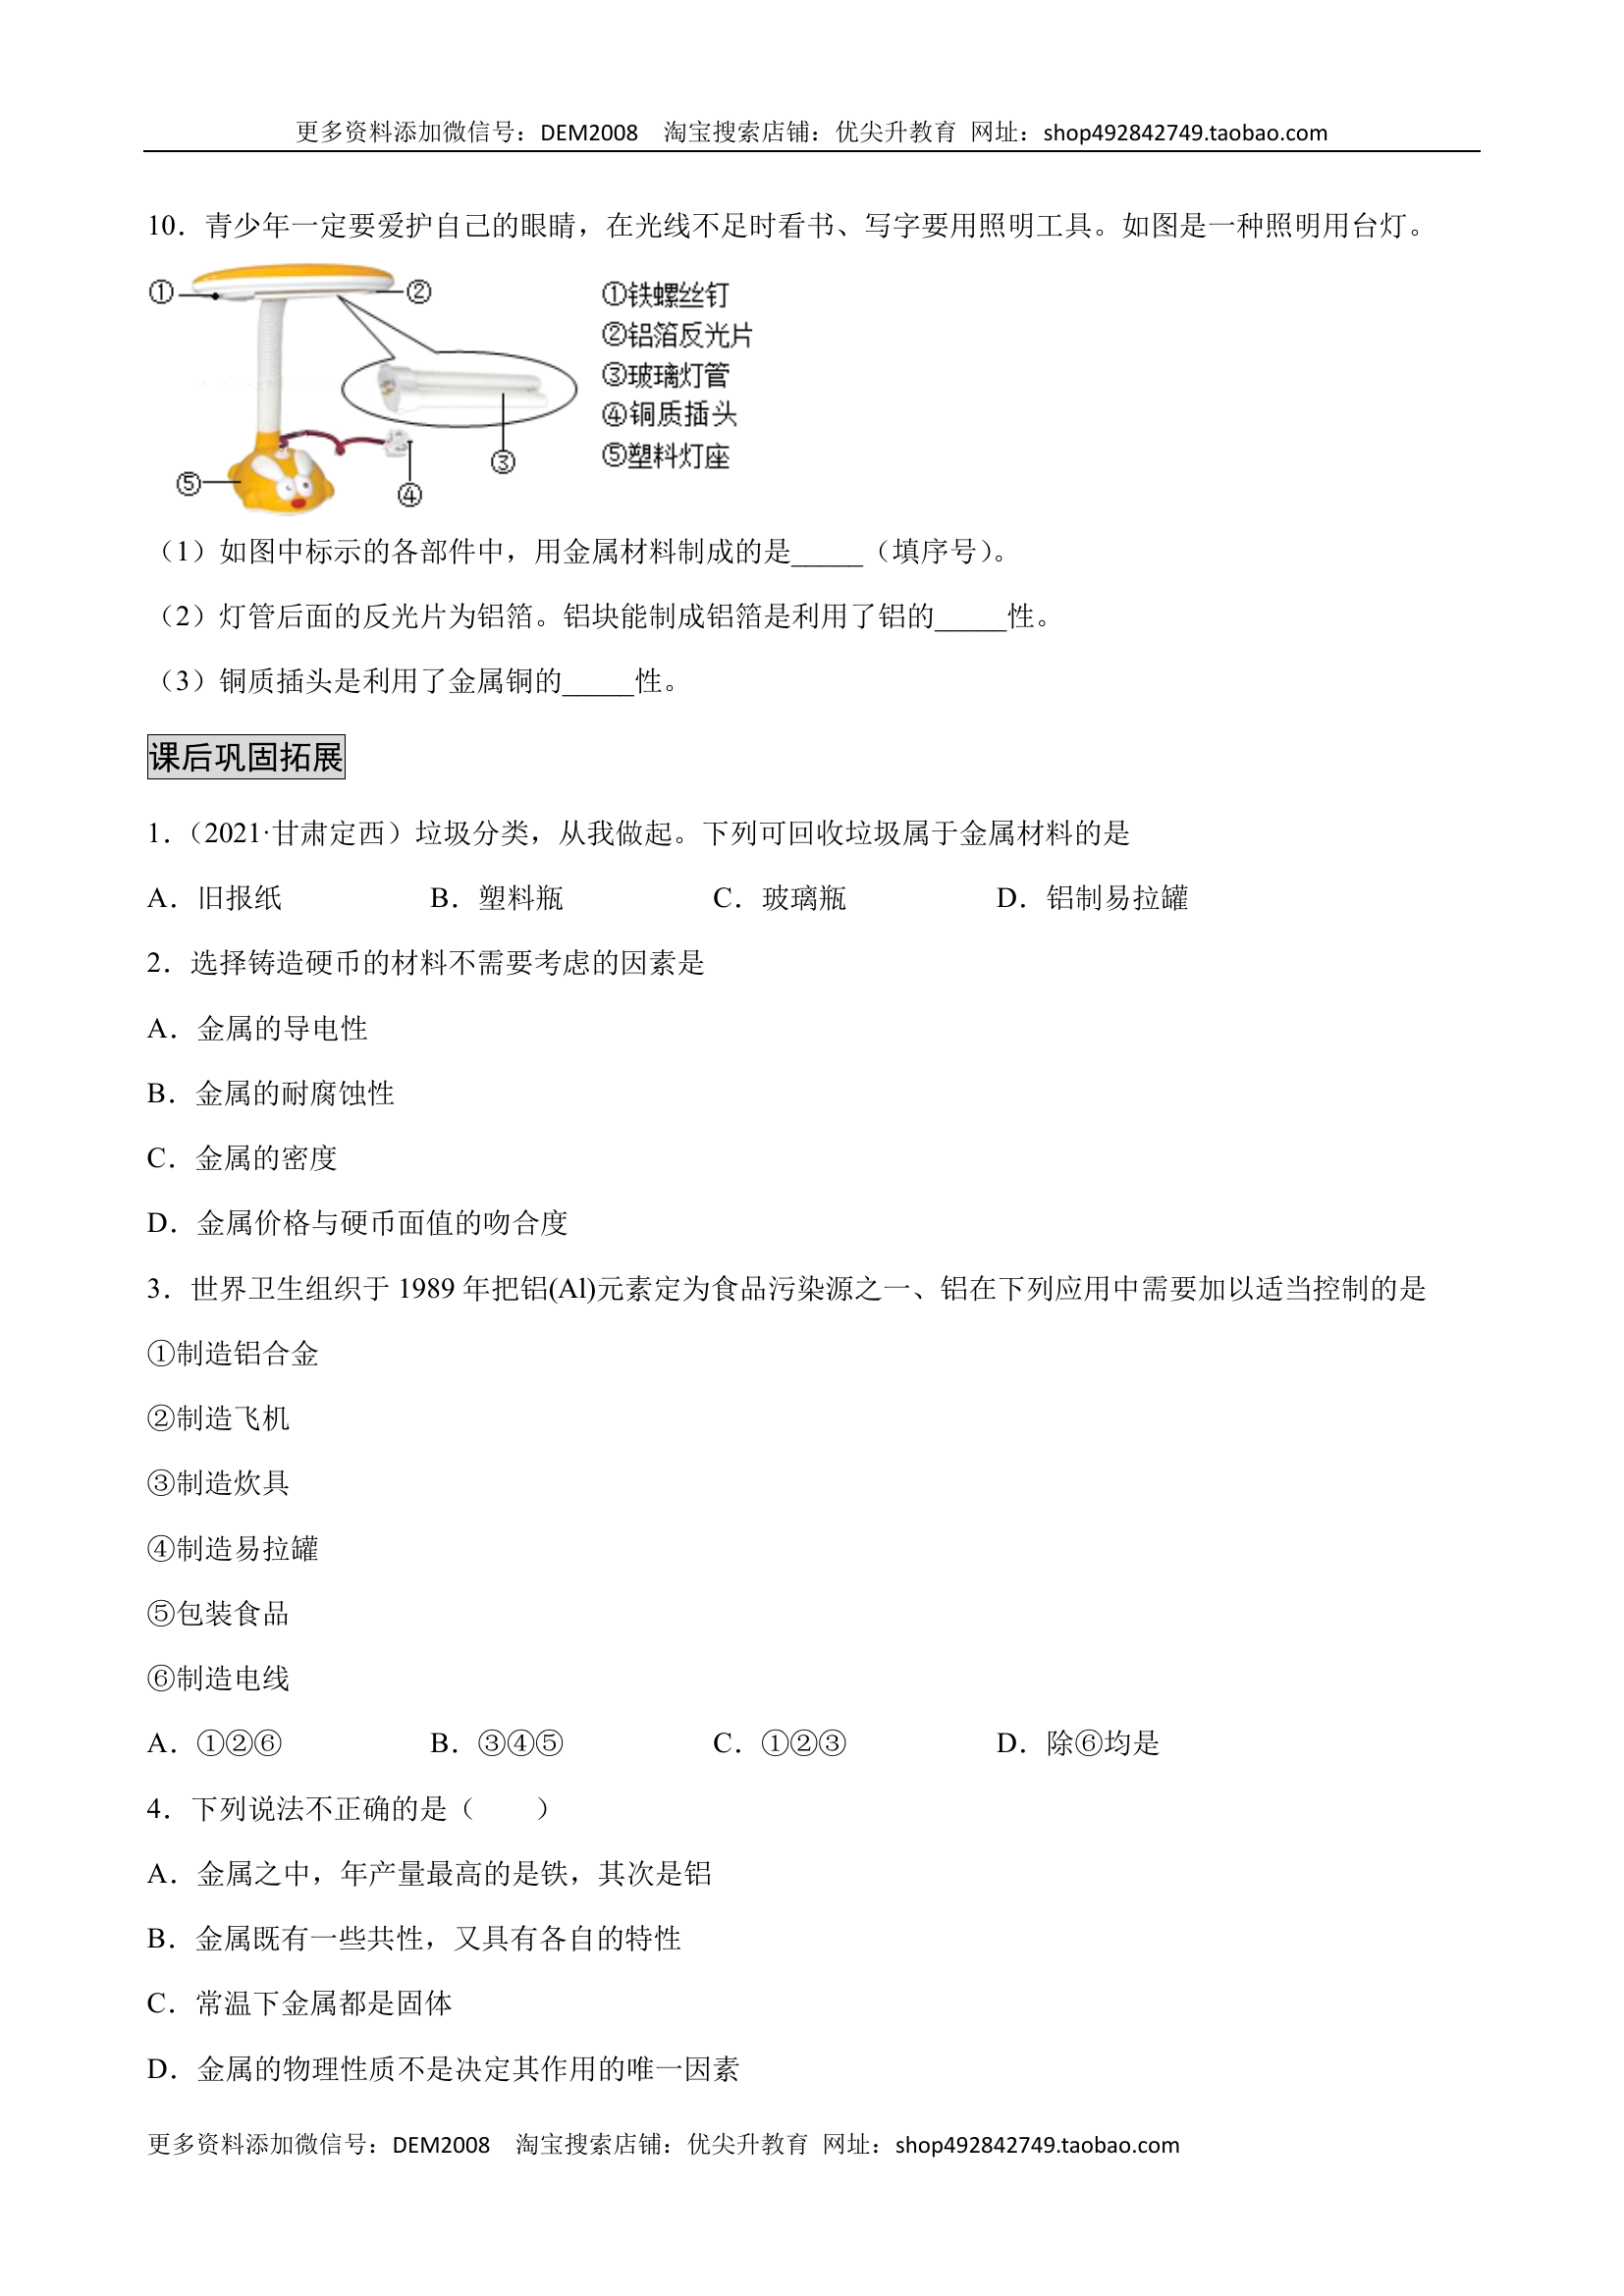 更多资料添加微信号：DEM2008 淘宝搜索店铺：优尖升教育 网址：shop492842749.taobao.com
10．青少年一定要爱护自己的眼睛，在光线不足时看书、写字要用照明工具。如图是一种照明用台灯。
① ②
③
④
⑤
①铁螺丝钉
②铝箔反光片
③玻璃灯管
④铜质插头
⑤塑料灯座
（1）如图中标示的各部件中，用金属材料制成的是_____（填序号）。
（2）灯管后面的反光片为铝箔。铝块能制成铝箔是利用了铝的_____性。
（3）铜质插头是利用了金属铜的_____性。
课后巩固拓展
1．（2021·甘肃定西）垃圾分类，从我做起。下列可回收垃圾属于金属材料的是
A．旧报纸 B．塑料瓶 C．玻璃瓶 D．铝制易拉罐
2．选择铸造硬币的材料不需要考虑的因素是
A．金属的导电性
B．金属的耐腐蚀性
C．金属的密度
D．金属价格与硬币面值的吻合度
3．世界卫生组织于 1989 年把铝(Al)元素定为食品污染源之一、铝在下列应用中需要加以适当控制的是
①制造铝合金
②制造飞机
③制造炊具
④制造易拉罐
⑤包装食品
⑥制造电线
A．①②⑥ B．③④⑤ C．①②③ D．除⑥均是
4．下列说法不正确的是（　　）
A．金属之中，年产量最高的是铁，其次是铝
B．金属既有一些共性，又具有各自的特性
C．常温下金属都是固体
D．金属的物理性质不是决定其作用的唯一因素
更多资料添加微信号：DEM2008 淘宝搜索店铺：优尖升教育 网址：shop492842749.taobao.com